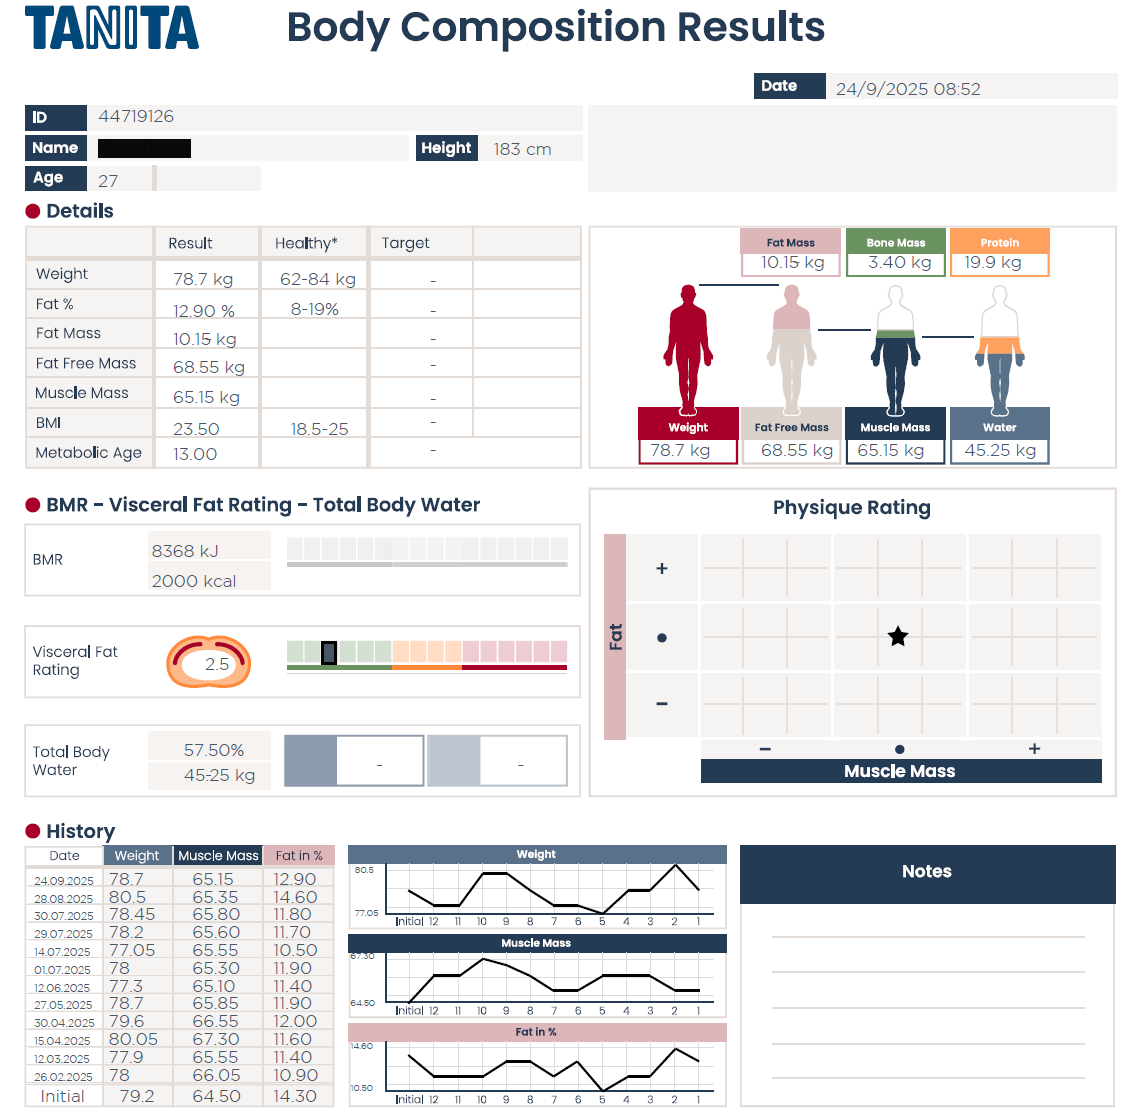 TANITA
Body Composition Results
Date 24/9/2025 08:52
ID 44719126
Name
Height 183 cm
Age 27
Details
Result Healthy* Target
Weight 78.7 kg 62-84 kg -
Fat % 12.90 % 8-19% -
Fat Mass 10.15 kg -
Fat Free Mass 68.55 kg -
Muscle Mass 65.15 kg -
BMI 23.50 18.5-25 -
Metabolic Age 13.00 -
Fat Mass Bone Mass Protein
10.15 kg 3.40 kg 19.9 kg
Weight Fat Free Mass Muscle Mass Water
78.7 kg 68.55 kg 65.15 kg 45.25 kg
BMR - Visceral Fat Rating - Total Body Water
BMR
8368 kJ
2000 kcal
Visceral Fat
Rating
2.5
Total Body
Water
57.50%
45.25 kg
- -
Physique Rating
Fat
+
●
−
− ● +
Muscle Mass
History
Date Weight Muscle Mass Fat in %
24.09.2025 78.7 65.15 12.90
28.08.2025 80.5 65.35 14.60
30.07.2025 78.45 65.80 11.80
29.07.2025 78.2 65.60 11.70
14.07.2025 77.05 65.55 10.50
01.07.2025 78 65.30 11.90
12.06.2025 77.3 65.10 11.40
27.05.2025 78.7 65.85 11.90
30.04.2025 79.6 66.55 12.00
15.04.2025 80.05 67.30 11.60
12.03.2025 77.9 65.55 11.40
26.02.2025 78 66.05 10.90
Initial 79.2 64.50 14.30
Weight
80.5
77.05
Initial 12 11 10 9 8 7 6 5 4 3 2 1
Muscle Mass
67.30
64.50
Initial 12 11 10 9 8 7 6 5 4 3 2 1
Fat in %
14.60
10.50
Initial 12 11 10 9 8 7 6 5 4 3 2 1
Notes